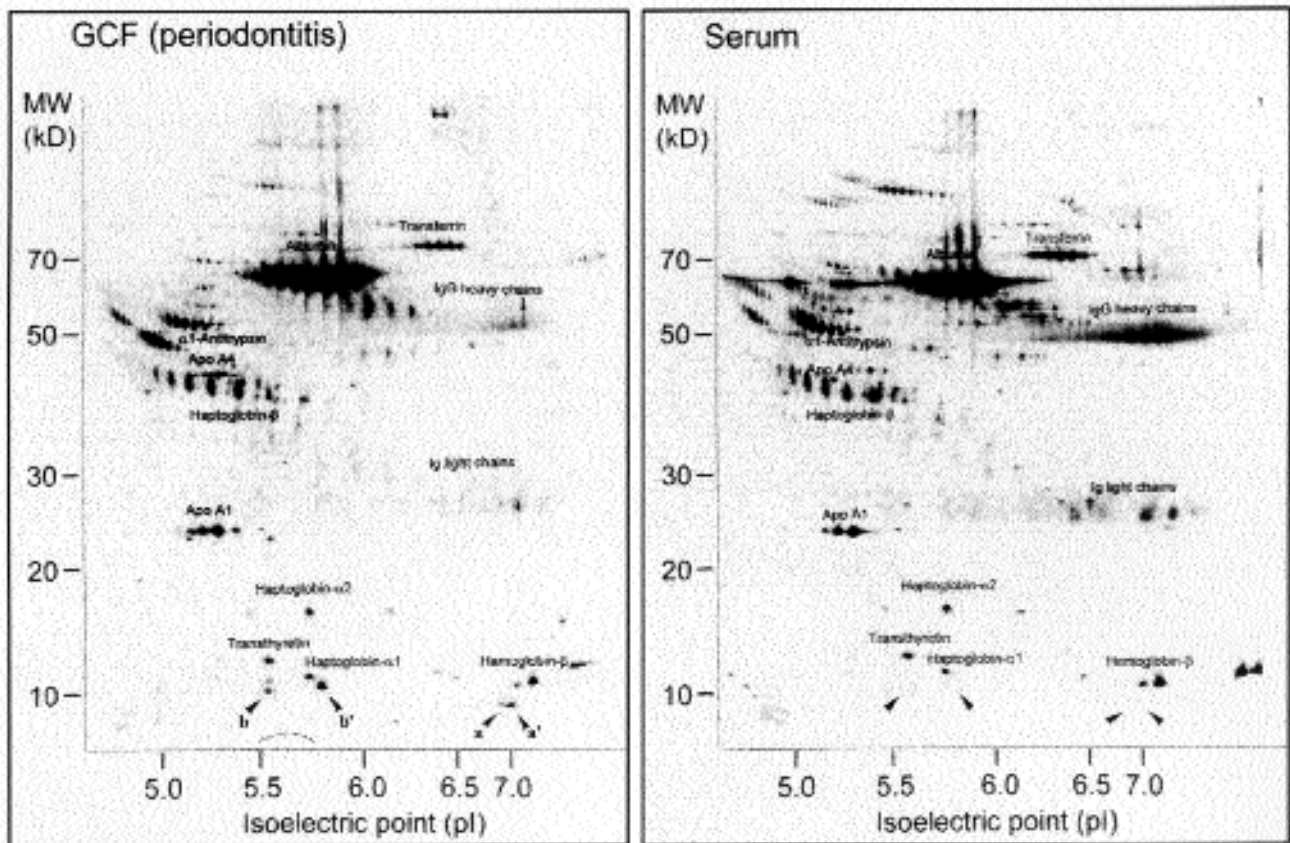 GCF (periodontitis)
MW
(kD)
Transferrin
Albumin
70
IgG heavy chains
50
α1-Antitrypsin
Apo A4
Haptoglobin-β
30
Ig light chains
Apo A1
20
Haptoglobin-α2
Transthyretin
Haptoglobin-α1
Hemoglobin-β
10
b
b'
a
a'
5.0
5.5
6.0
6.5
7.0
Isoelectric point (pI)
Serum
MW
(kD)
Transferrin
70
IgG heavy chains
50
α1-Antitrypsin
Apo A4
Haptoglobin-β
30
Ig light chains
Apo A1
20
Haptoglobin-α2
Transthyretin
Haptoglobin-α1
Hemoglobin-β
10
5.0
5.5
6.0
6.5
7.0
Isoelectric point (pI)